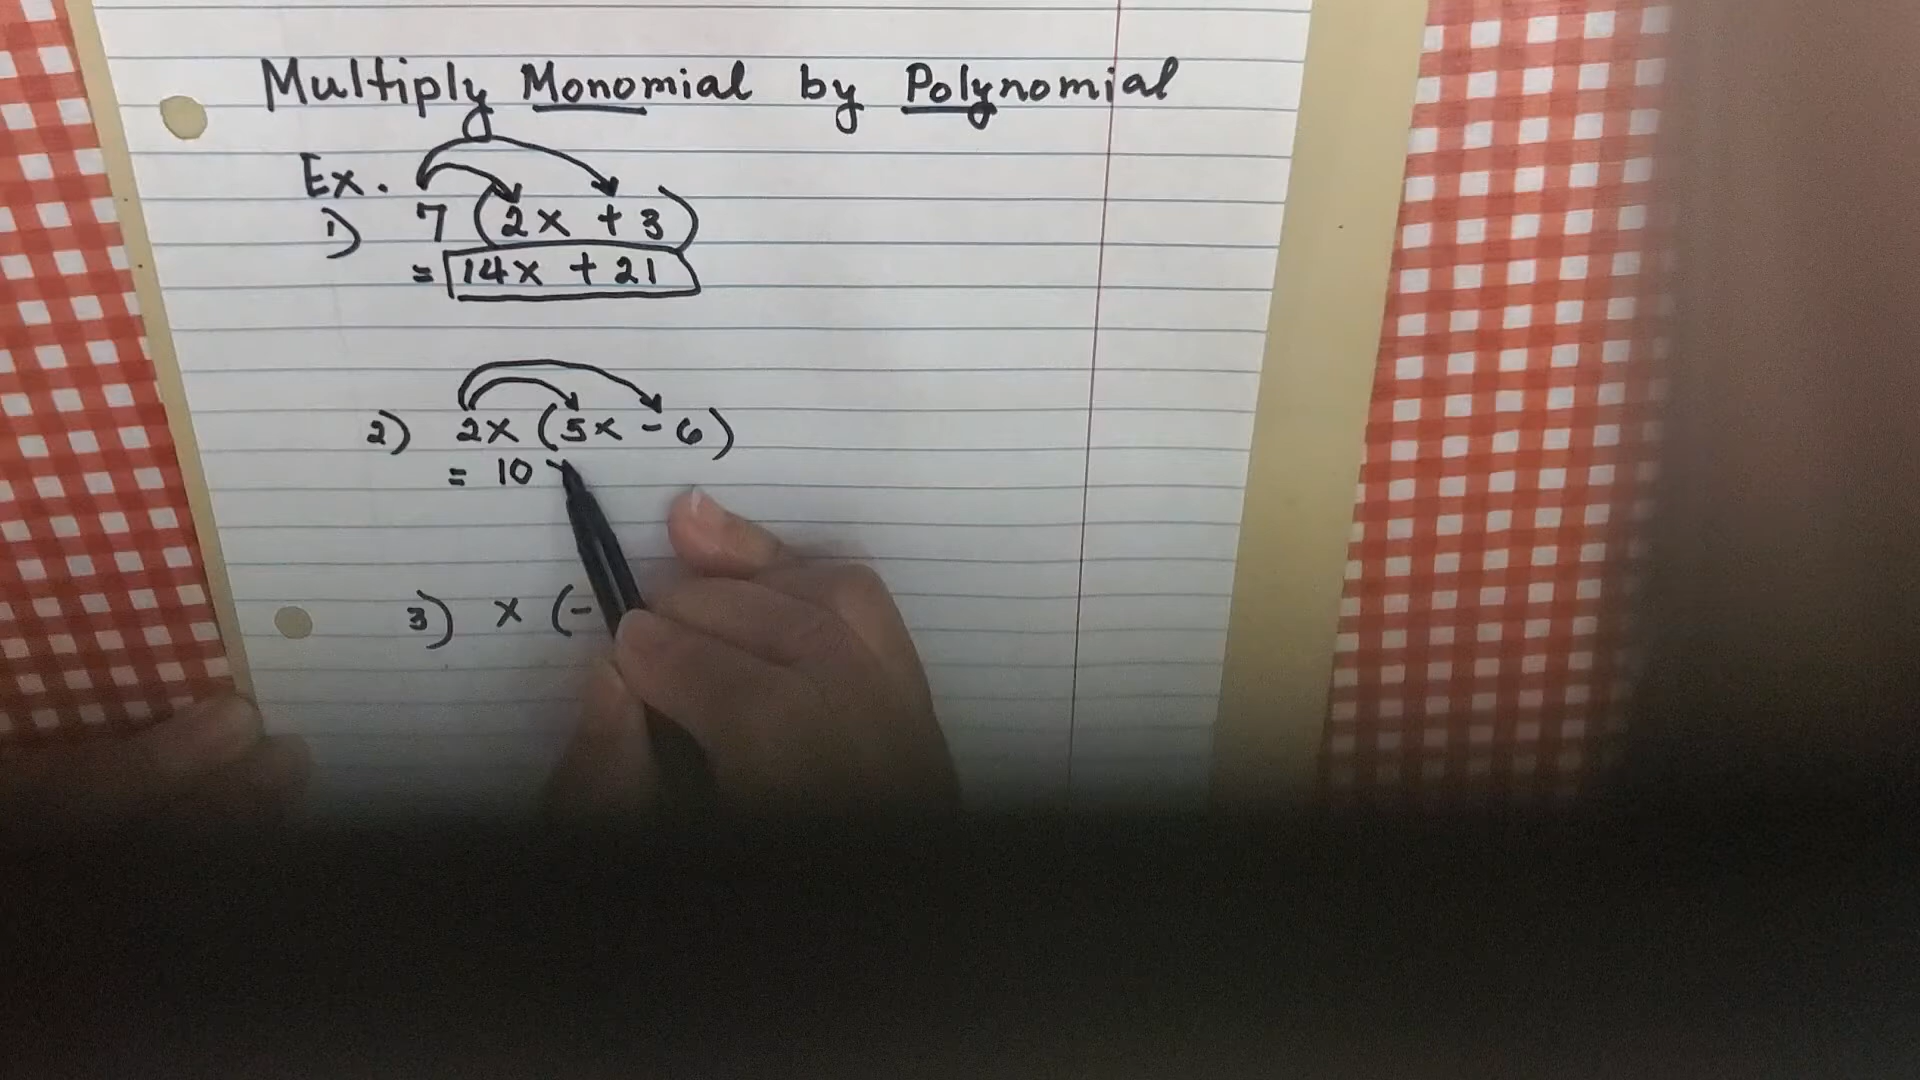 Multiply Monomial by Polynomial
Ex.
1) 7 (2x + 3)
= 14x + 21
2) 2x (5x - 6)
= 10
3) x (-